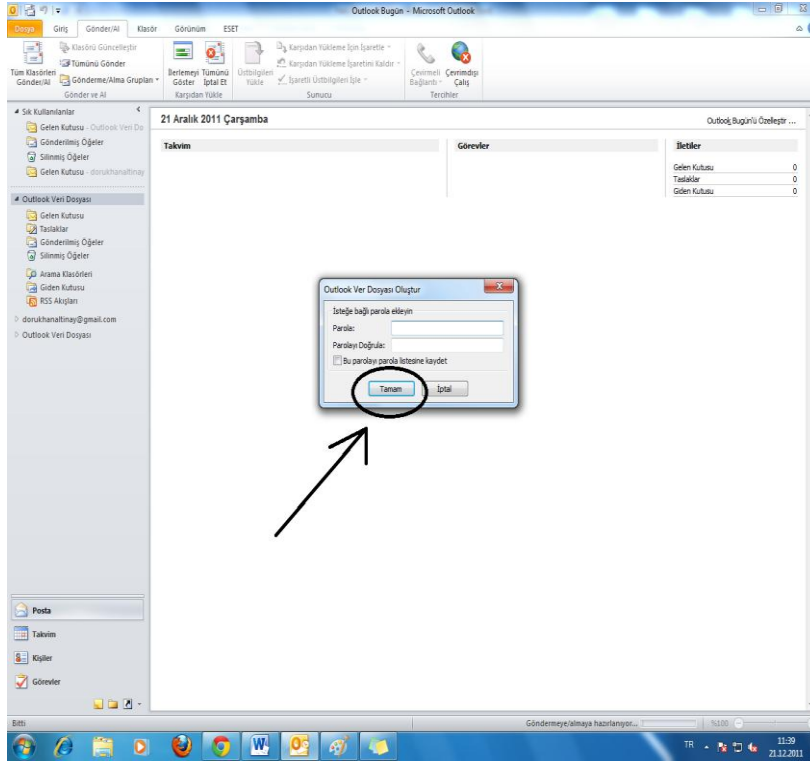 Outlook Bugün - Microsoft Outlook
Dosya Giriş Gönder/Al Klasör Görünüm ESET
Tüm Klasörleri Gönder/Al
Klasörü Güncelleştir
Tümünü Gönder
Gönderme/Alma Grupları
Gönder ve Al
İlerlemeyi Göster
Tümünü İptal Et
Karşıdan Yükle
Üstbilgileri Yükle
Karşıdan Yükleme İçin İşaretle
Karşıdan Yükleme İşaretini Kaldır
İşaretli Üstbilgileri İşle
Sunucu
Çevirmeli Bağlantı
Çevrimdışı Çalış
Tercihler
Sık Kullanılanlar
Gelen Kutusu - Outlook Veri Do
Gönderilmiş Öğeler
Silinmiş Öğeler
Gelen Kutusu - dorukhanaltinay
Outlook Veri Dosyası
Gelen Kutusu
Taslaklar
Gönderilmiş Öğeler
Silinmiş Öğeler
Arama Klasörleri
Giden Kutusu
RSS Akışları
dorukhanaltinay@gmail.com
Outlook Veri Dosyası
21 Aralık 2011 Çarşamba
Outlook Bugün'ü Özelleştir ...
Takvim
Görevler
İletiler
Gelen Kutusu 0
Taslaklar 0
Giden Kutusu 0
Outlook Ver Dosyası Oluştur
İsteğe bağlı parola ekleyin
Parola:
Parolayı Doğrula:
Bu parolayı parola listesine kaydet
Tamam İptal
Posta
Takvim
Kişiler
Görevler
Bitti
Göndermeye/almaya hazırlanıyor...
%100
TR
11:39
21.12.2011